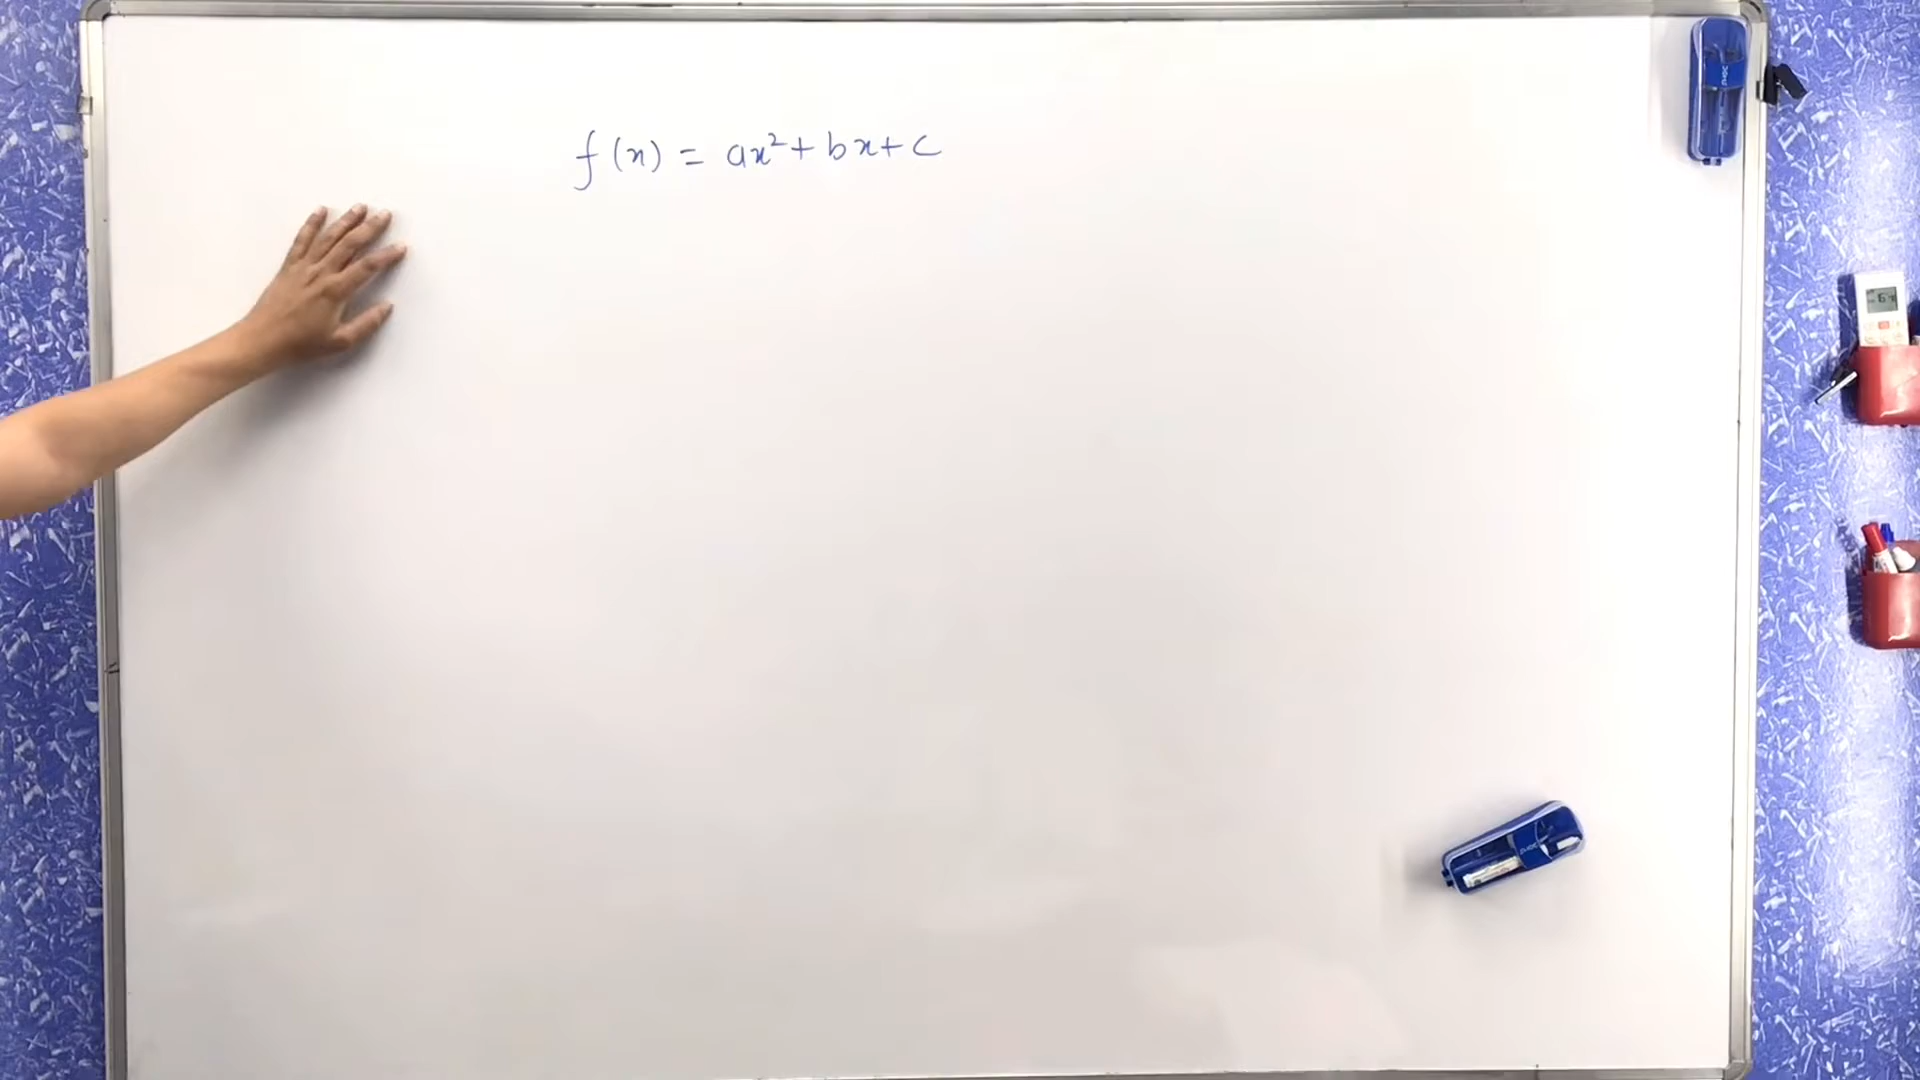 f(x) = ax²+bx+c